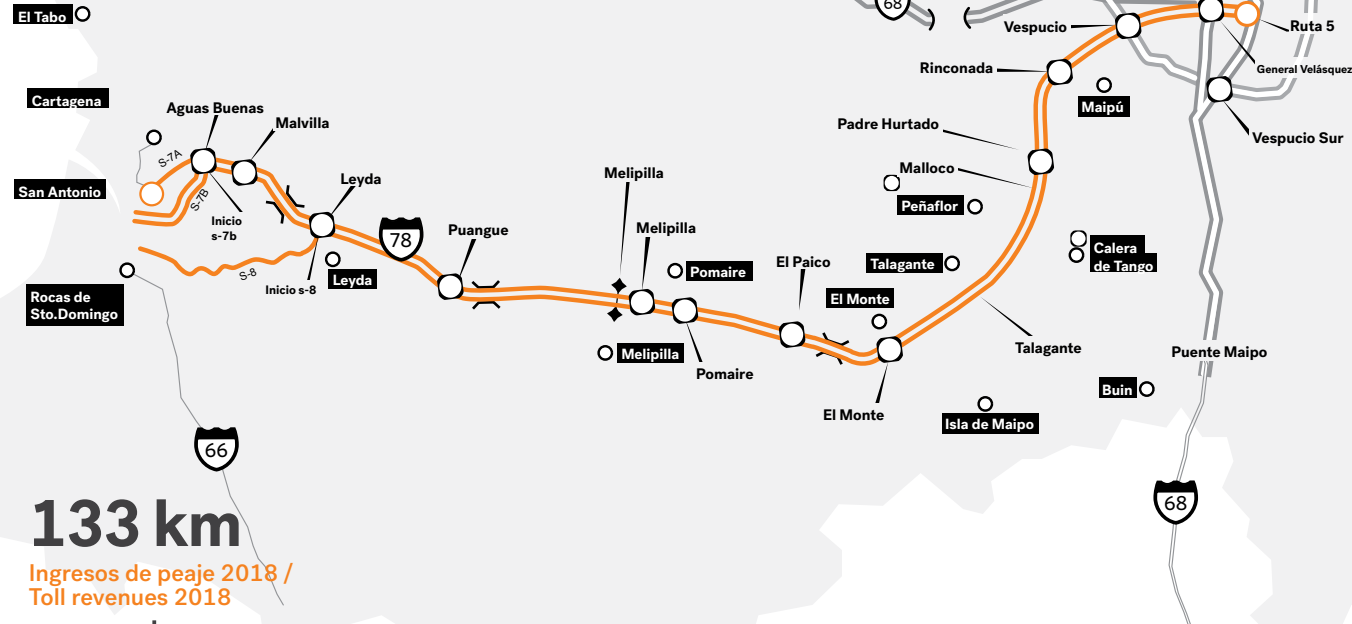 68
El Tabo
Vespucio
Ruta 5
Rinconada
General Velásquez
Cartagena
Aguas Buenas
Maipú
Malvilla
Padre Hurtado
Vespucio Sur
S-7A
Malloco
Melipilla
Leyda
San Antonio
S-7B
Peñaflor
Inicio
s-7b
Puangue
Melipilla
78
Calera
de Tango
El Paico
Talagante
Pomaire
S-8
Leyda
Inicio s-8
Rocas de
Sto.Domingo
El Monte
Talagante
Melipilla
Puente Maipo
Pomaire
Buin
El Monte
Isla de Maipo
66
68
133 km
Ingresos de peaje 2018 /
Toll revenues 2018